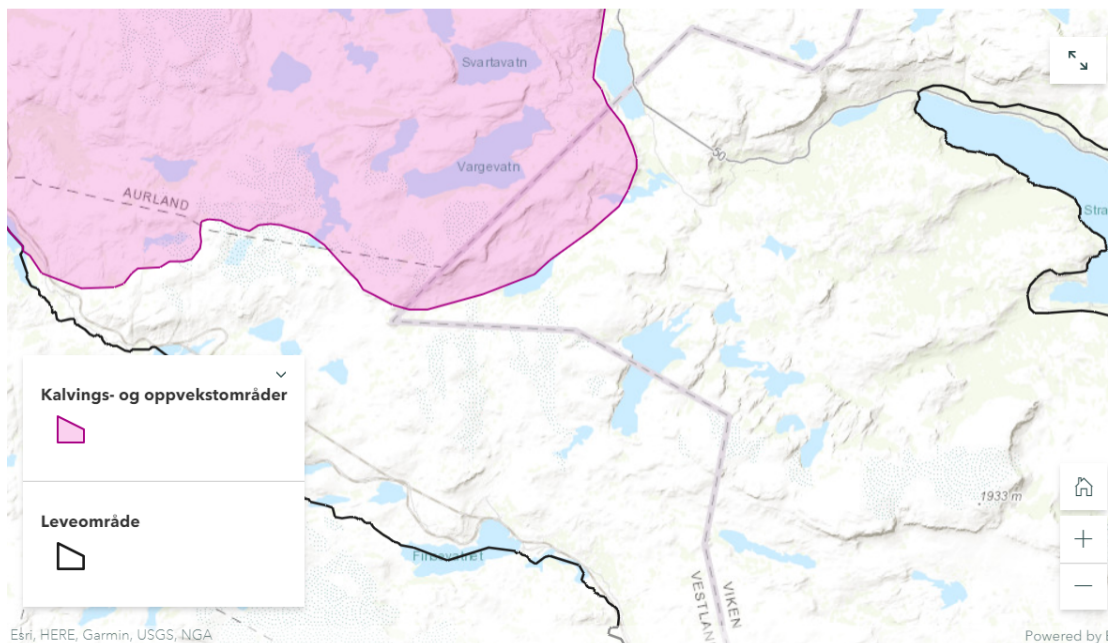 Svartavatn
Vargevatn
AURLAND
50
Stra
Kalvings- og oppvekstområder
Leveområde
1933 m
Finsevatnet
VIKEN
VESTLAN
Esri, HERE, Garmin, USGS, NGA
Powered by